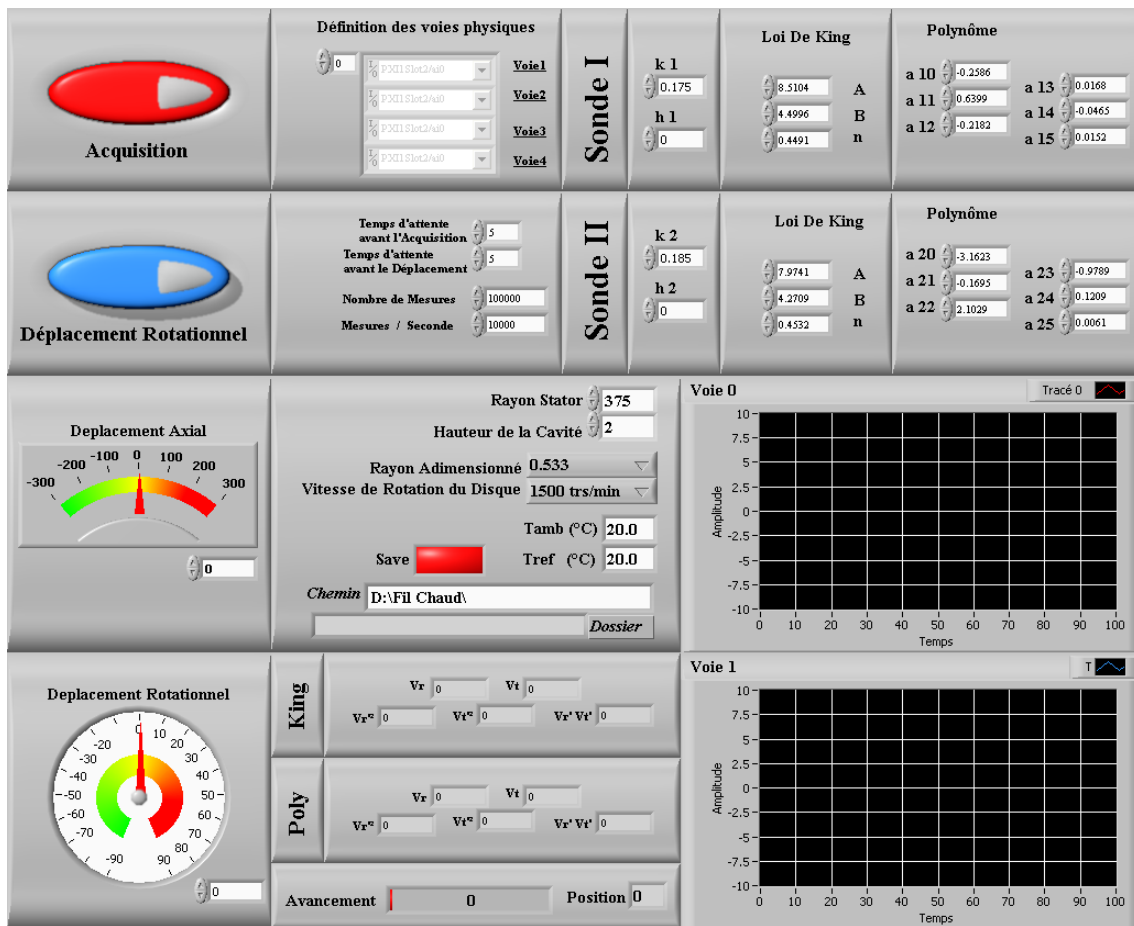 Acquisition
Définition des voies physiques
0
PXI1Slot2/ai0 Voie1
PXI1Slot2/ai0 Voie2
PXI1Slot2/ai0 Voie3
PXI1Slot2/ai0 Voie4
Sonde I
k 1
0.175
h 1
0
Loi De King
8.5104 A
4.4996 B
0.4491 n
Polynôme
a 10 -0.2586
a 11 0.6399
a 12 -0.2182
a 13 0.0168
a 14 -0.0465
a 15 0.0152
Déplacement Rotationnel
Temps d'attente
avant l'Acquisition 5
Temps d'attente
avant le Déplacement 5
Nombre de Mesures 100000
Mesures / Seconde 10000
Sonde II
k 2
0.185
h 2
0
Loi De King
7.9741 A
4.2709 B
0.4532 n
Polynôme
a 20 -3.1623
a 21 -0.1695
a 22 2.1029
a 23 -0.9789
a 24 0.1209
a 25 0.0061
Deplacement Axial
-300 -200 -100 0 100 200 300
0
Rayon Stator 375
Hauteur de la Cavité 2
Rayon Adimensionné 0.533
Vitesse de Rotation du Disque 1500 trs/min
Tamb (°C) 20.0
Save Tref (°C) 20.0
Chemin D:\Fil Chaud\
Dossier
Voie 0 Tracé 0
10
7.5
5
2.5
0
-2.5
-5
-7.5
-10
Amplitude
0 10 20 30 40 50 60 70 80 90 100
Temps
Deplacement Rotationnel
-90 -70 -60 -50 -40 -30 -20 0 10 20 30 40 50 60 70 80 90
0
King
Vr 0 Vt 0
Vr'² 0 Vt'² 0 Vr' Vt' 0
Poly
Vr 0 Vt 0
Vr'² 0 Vt'² 0 Vr' Vt' 0
Avancement 0 Position 0
Voie 1 T
10
7.5
5
2.5
0
-2.5
-5
-7.5
-10
Amplitude
0 10 20 30 40 50 60 70 80 90 100
Temps